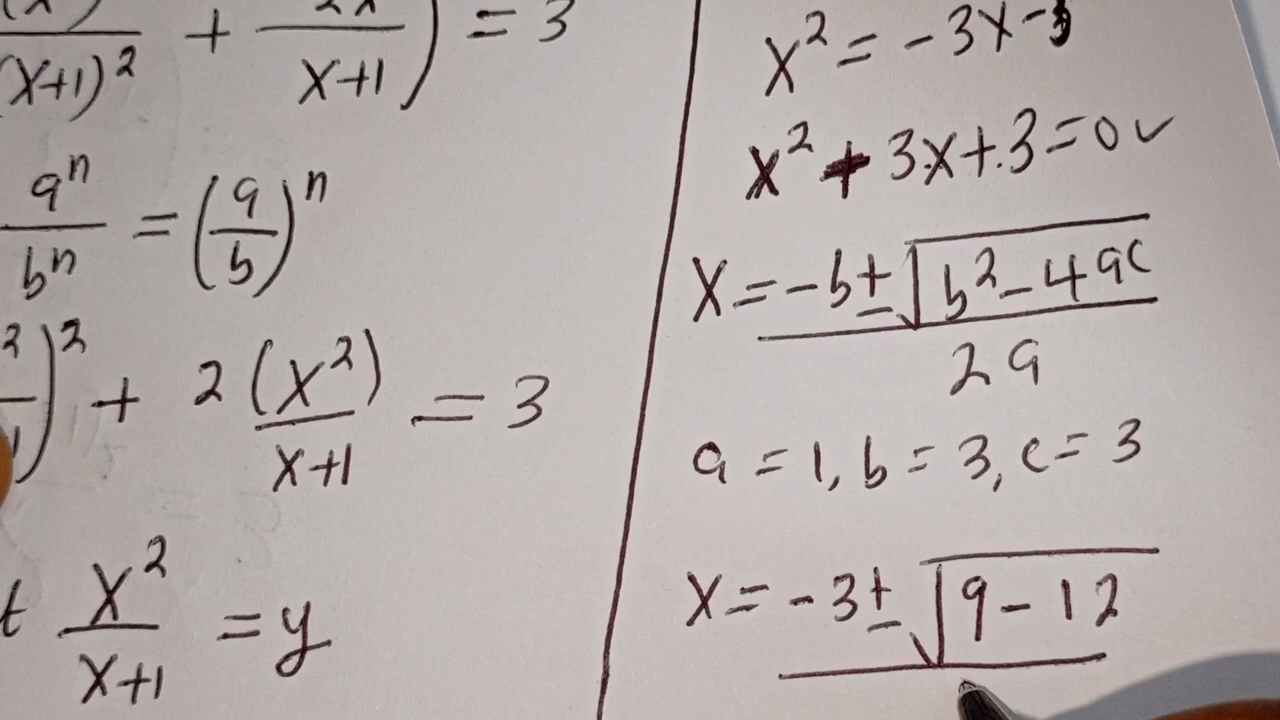 (x)²/(x+1)² + 2x/x+1) = 3
aⁿ/bⁿ = (a/b)ⁿ
)² + 2(x²)/x+1 = 3
t x²/x+1 = y
x² = -3x-3
x² + 3x+3=0 ✓
x = -b±√b²-4ac/2a
a = 1, b = 3, c = 3
x = -3±√9-12